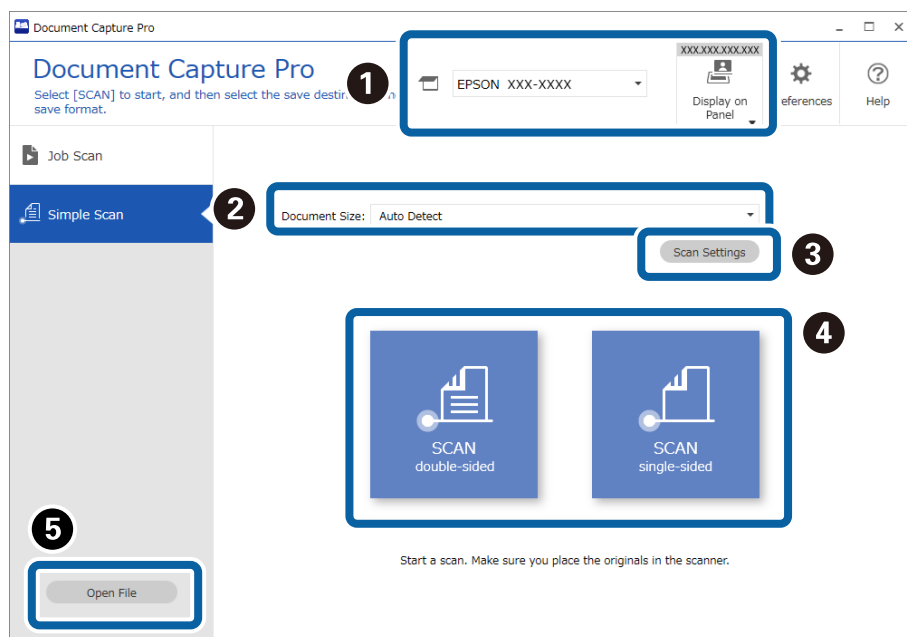 Document Capture Pro
Document Capture Pro
Select [SCAN] to start, and then select the save
save format.
1
EPSON XXX-XXXX
XXX.XXX.XXX.XXX
Display on
Panel
eferences
Help
Job Scan
Simple Scan
2
Document Size: Auto Detect
3
Scan Settings
4
SCAN
double-sided
SCAN
single-sided
5
Start a scan. Make sure you place the originals in the scanner.
Open File